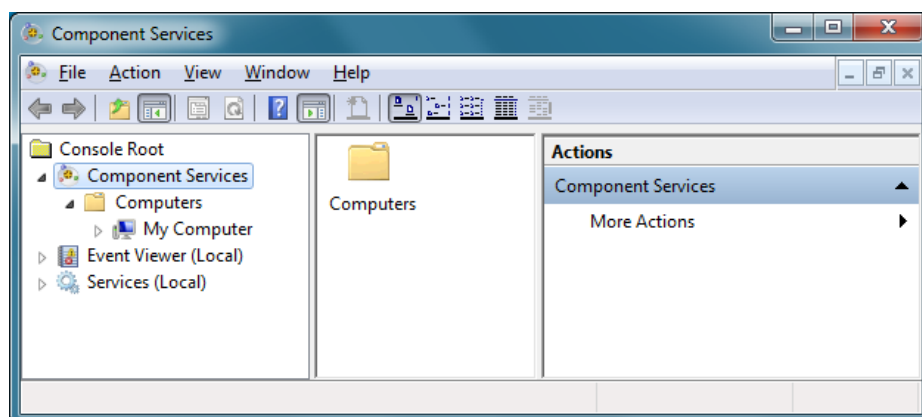 Component Services
File Action View Window Help
Console Root
Component Services
Computers
My Computer
Event Viewer (Local)
Services (Local)
Computers
Actions
Component Services
More Actions